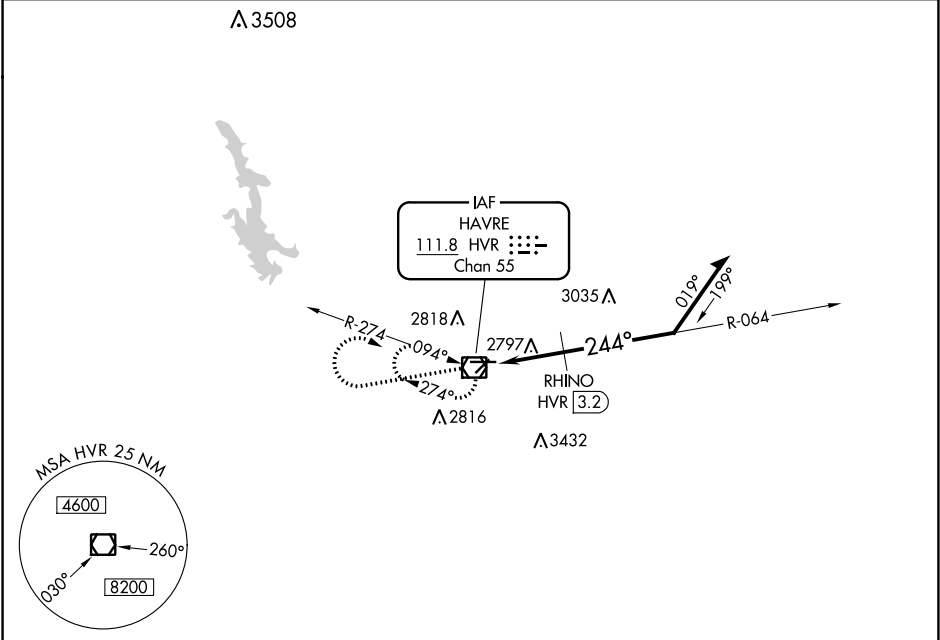 3508
IAF
HAVRE
111.8 HVR
Chan 55
3035
019°
199°
R-064
R-274
2818
2797
244°
094°
274°
RHINO
HVR 3.2
2816
3432
MSA HVR 25 NM
4600
260°
030°
8200